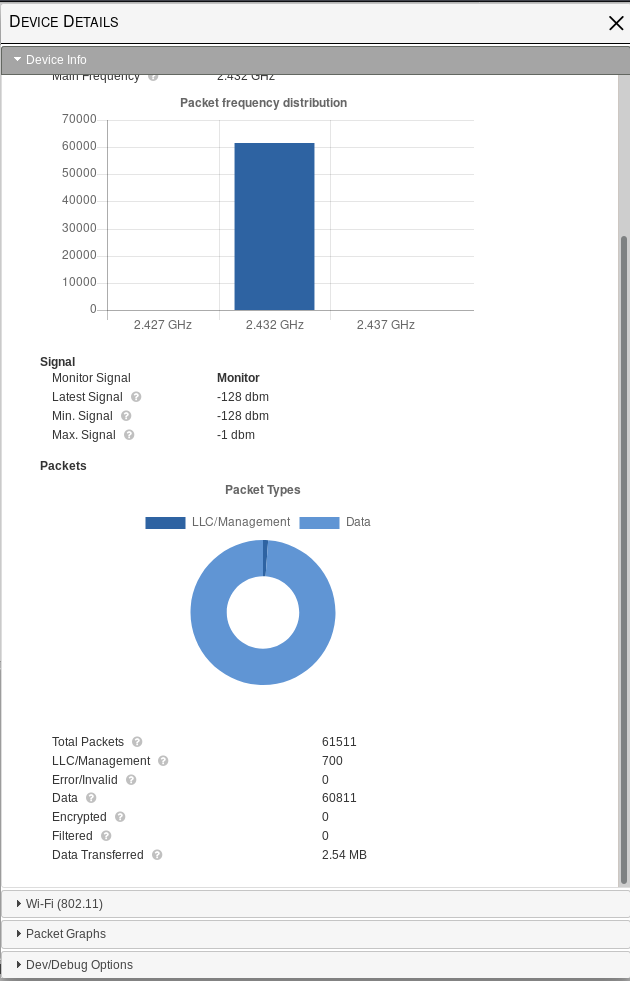 DEVICE DETAILS
Device Info
Main Frequency ? 2.432 GHz
Packet frequency distribution
70000
60000
50000
40000
30000
20000
10000
0
2.427 GHz 2.432 GHz 2.437 GHz
Signal
Monitor Signal Monitor
Latest Signal ? -128 dbm
Min. Signal ? -128 dbm
Max. Signal ? -1 dbm
Packets
Packet Types
LLC/Management Data
Total Packets ? 61511
LLC/Management ? 700
Error/Invalid ? 0
Data ? 60811
Encrypted ? 0
Filtered ? 0
Data Transferred ? 2.54 MB
Wi-Fi (802.11)
Packet Graphs
Dev/Debug Options